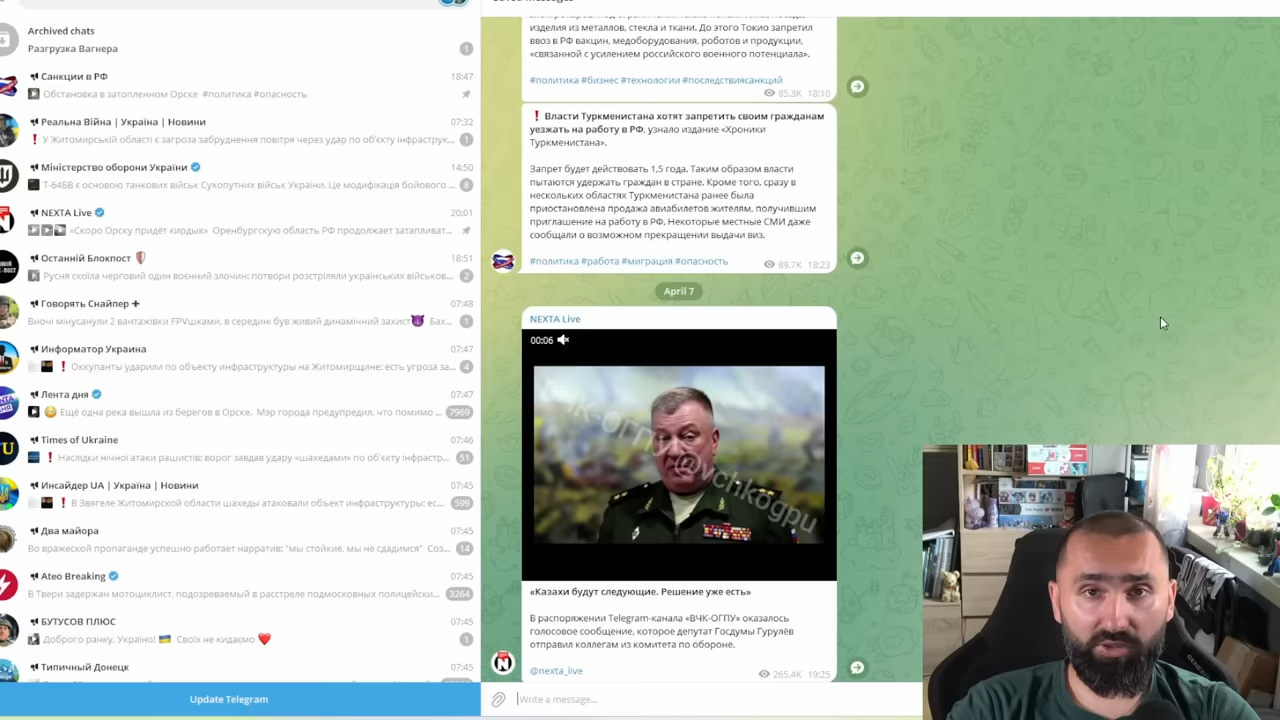 Archived chats
Разгрузка Вагнера
1
Санкции в РФ
18:47
Обстановка в затопленном Орске #политика #опасность
Реальна Війна | Україна | Новини
07:32
❗ У Житомирській області є загроза забруднення повітря через удар по об'єкту інфраструк...
1
Міністерство оборони України
14:50
Т-64БВ є основою танкових військ Сухопутних військ України. Це модифікація бойового ...
8
NEXTA Live
20:01
«Скоро Орску придёт кирдык» Оренбургскую область РФ продолжает затапливат...
Останній Блокпост
18:51
Русня скоїла черговий один воєнний злочин: потвори розстріляли українських військов...
2
Говорять Снайпер
07:48
Вночі мінусанули 2 вантажівки FPVшками, в середині був живий динамічний захист😈 Бах...
1
Информатор Украина
07:47
❗ Оккупанты ударили по объекту инфраструктуры на Житомирщине: есть угроза за...
4
Лента дня
07:47
😳 Ещё одна река вышла из берегов в Орске. Мэр города предупредил, что помимо ...
7969
Times of Ukraine
07:46
❗ Наслідки нічної атаки рашистів: ворог завдав удару «шахедами» по об'єкту інфрастр...
51
Инсайдер UA | Україна | Новини
07:45
❗ В Звягеле Житомирской области шахеды атаковали объект инфраструктуры: ес...
599
Два майора
07:45
Во вражеской пропаганде успешно работает нарратив: "мы стойкие, мы не сдадимся" Соз...
14
Ateo Breaking
07:45
В Твери задержан мотоциклист, подозреваемый в расстреле подмосковных полицейски...
3264
БУТУСОВ ПЛЮС
07:45
Доброго ранку, Україно! 🇺🇦 Своїх не кидаємо ❤️
1
Типичный Донецк
07:45
Update Telegram
изделия из металлов, стекла и ткани. До этого Токио запретил
ввоз в РФ вакцин, медоборудования, роботов и продукции,
«связанной с усилением российского военного потенциала».
#политика #бизнес #технологии #последствиясанкций
85.3K 18:10
❗ Власти Туркменистана хотят запретить своим гражданам
уезжать на работу в РФ, узнало издание «Хроники
Туркменистана».
Запрет будет действовать 1,5 года. Таким образом власти
пытаются удержать граждан в стране. Кроме того, сразу в
нескольких областях Туркменистана ранее была
приостановлена продажа авиабилетов жителям, получившим
приглашение на работу в РФ. Некоторые местные СМИ даже
сообщали о возможном прекращении выдачи виз.
#политика #работа #миграция #опасность
89.7K 18:23
April 7
NEXTA Live
00:06
@vchkogpu
«Казахи будут следующие. Решение уже есть»
В распоряжении Telegram-канала «ВЧК-ОГПУ» оказалось
голосовое сообщение, которое депутат Госдумы Гурулёв
отправил коллегам из комитета по обороне.
@nexta_live
265.4K 19:25
Write a message...